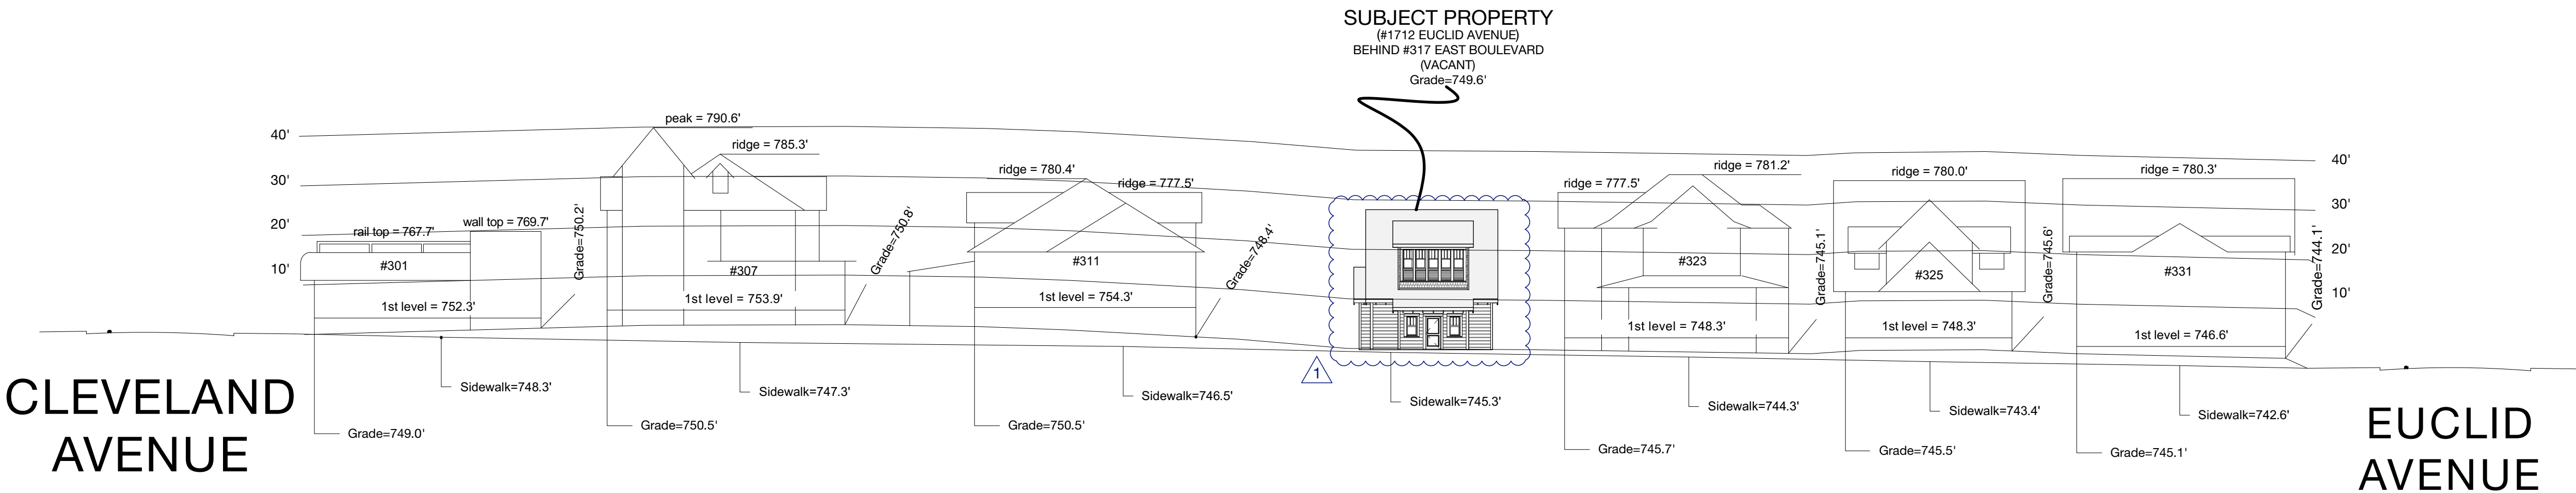 SUBJECT PROPERTY
(#1712 EUCLID AVENUE)
BEHIND #317 EAST BOULEVARD
(VACANT)
Grade=749.6'
40'
30'
20'
10'
rail top = 767.7'
wall top = 769.7'
#301
1st level = 752.3'
Grade=750.2'
peak = 790.6'
ridge = 785.3'
#307
1st level = 753.9'
Grade=750.8'
ridge = 780.4'
ridge = 777.5'
#311
1st level = 754.3'
Grade=748.4'
1
ridge = 777.5'
ridge = 781.2'
#323
1st level = 748.3'
Grade=745.1'
ridge = 780.0'
#325
1st level = 748.3'
Grade=745.6'
ridge = 780.3'
#331
1st level = 746.6'
Grade=744.1'
40'
30'
20'
10'
CLEVELAND
AVENUE
Sidewalk=748.3'
Grade=749.0'
Sidewalk=747.3'
Grade=750.5'
Sidewalk=746.5'
Grade=750.5'
Sidewalk=745.3'
Sidewalk=744.3'
Grade=745.7'
Sidewalk=743.4'
Grade=745.5'
Sidewalk=742.6'
Grade=745.1'
EUCLID
AVENUE